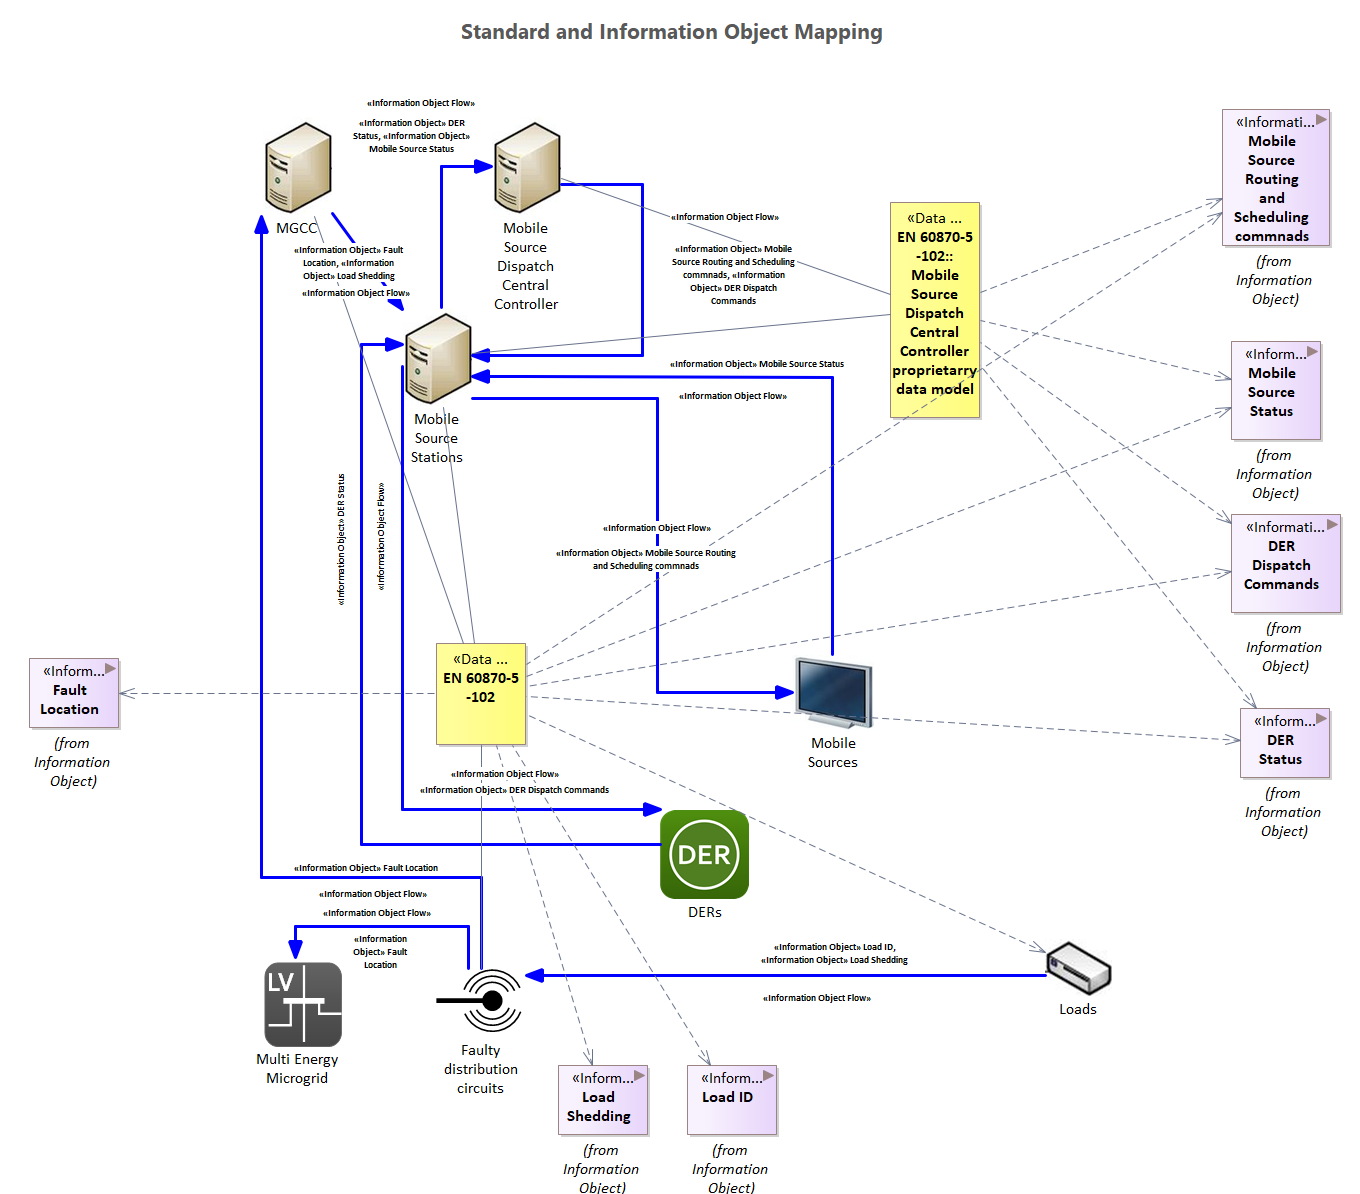 Standard and Information Object Mapping
«Information Object Flow»
«Information Object» DER
Status, «Information Object»
Mobile Source Status
MGCC
Mobile
Source
Dispatch
Central
Controller
«Information Object» Fault
Location, «Information
Object» Load Shedding
«Information Object Flow»
«Information Object Flow»
«Information Object» Mobile
Source Routing and Scheduling
commnads, «Information
Object» DER Dispatch
Commands
«Data ...
EN 60870-5
-102::
Mobile
Source
Dispatch
Central
Controller
proprietarry
data model
«Informati...
Mobile
Source
Routing
and
Scheduling
commnads
(from
Information
Object)
«Information Object» Mobile Source Status
«Information Object Flow»
«Inform...
Mobile
Source
Status
(from
Information
Object)
Mobile
Source
Stations
«Information Object» DER Status
«Information Object Flow»
«Information Object Flow»
«Information Object» Mobile Source Routing
and Scheduling commnads
«Informati...
DER
Dispatch
Commands
(from
Information
Object)
«Inform...
Fault
Location
(from
Information
Object)
«Data ...
EN 60870-5
-102
Mobile
Sources
«Inform...
DER
Status
(from
Information
Object)
«Information Object Flow»
«Information Object» DER Dispatch Commands
DER
DERs
«Information Object» Fault Location
«Information Object Flow»
«Information Object Flow»
«Information
Object» Fault
Location
LV
Multi Energy
Microgrid
Faulty
distribution
circuits
«Information Object» Load ID,
«Information Object» Load Shedding
«Information Object Flow»
Loads
«Inform...
Load
Shedding
(from
Information
Object)
«Inform...
Load ID
(from
Information
Object)